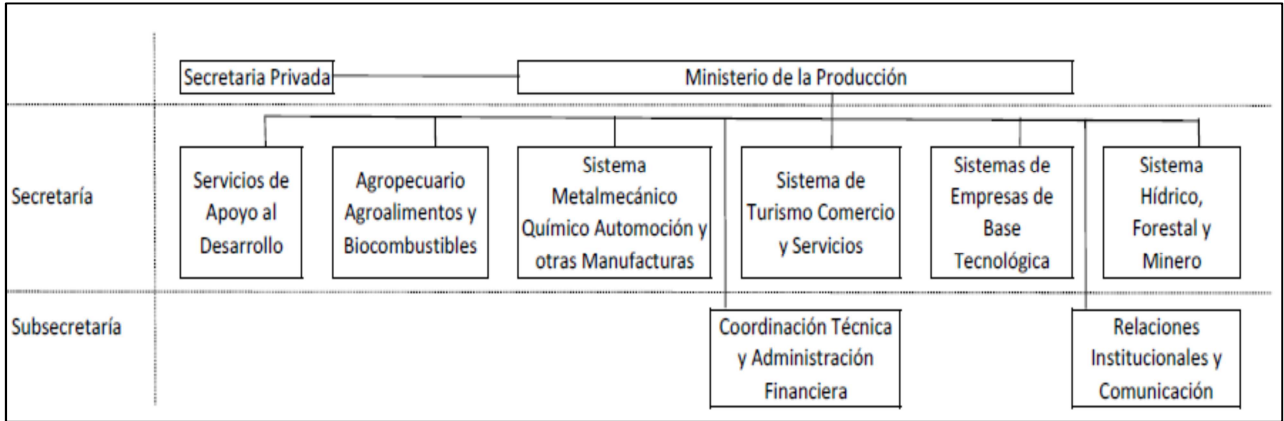 Secretaria Privada
Ministerio de la Producción
Secretaría
Servicios de
Apoyo al
Desarrollo
Agropecuario
Agroalimentos y
Biocombustibles
Sistema
Metalmecánico
Químico Automoción y
otras Manufacturas
Sistema de
Turismo Comercio
y Servicios
Sistemas de
Empresas de
Base
Tecnológica
Sistema
Hídrico,
Forestal y
Minero
Subsecretaría
Coordinación Técnica
y Administración
Financiera
Relaciones
Institucionales y
Comunicación